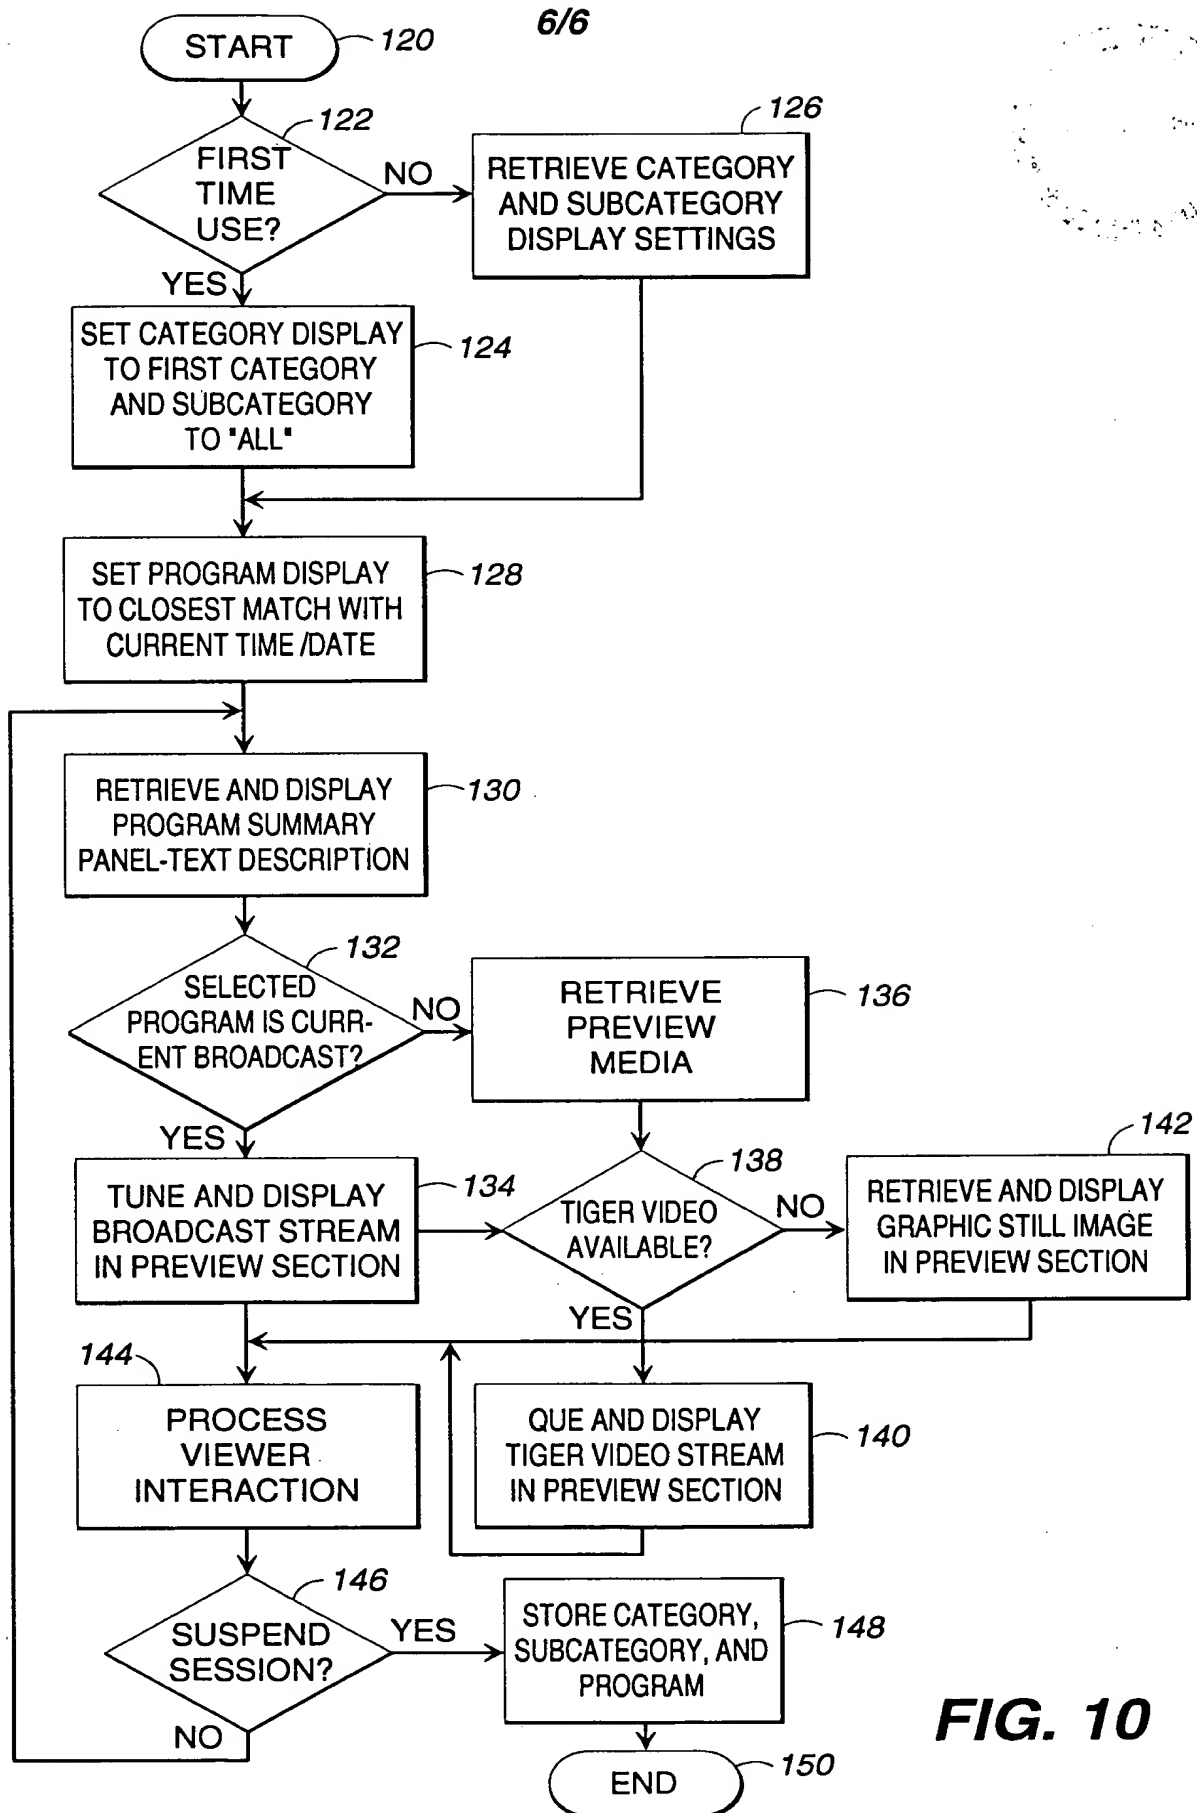 6/6
START
120
122
FIRST
TIME
USE?
NO
126
RETRIEVE CATEGORY
AND SUBCATEGORY
DISPLAY SETTINGS
YES
SET CATEGORY DISPLAY
TO FIRST CATEGORY
AND SUBCATEGORY
TO "ALL"
124
SET PROGRAM DISPLAY
TO CLOSEST MATCH WITH
CURRENT TIME /DATE
128
RETRIEVE AND DISPLAY
PROGRAM SUMMARY
PANEL-TEXT DESCRIPTION
130
132
SELECTED
PROGRAM IS CURR-
ENT BROADCAST?
NO
RETRIEVE
PREVIEW
MEDIA
136
YES
TUNE AND DISPLAY
BROADCAST STREAM
IN PREVIEW SECTION
134
138
TIGER VIDEO
AVAILABLE?
NO
142
RETRIEVE AND DISPLAY
GRAPHIC STILL IMAGE
IN PREVIEW SECTION
YES
144
PROCESS
VIEWER
INTERACTION
QUE AND DISPLAY
TIGER VIDEO STREAM
IN PREVIEW SECTION
140
146
SUSPEND
SESSION?
YES
STORE CATEGORY,
SUBCATEGORY, AND
PROGRAM
148
NO
END
150
FIG. 10